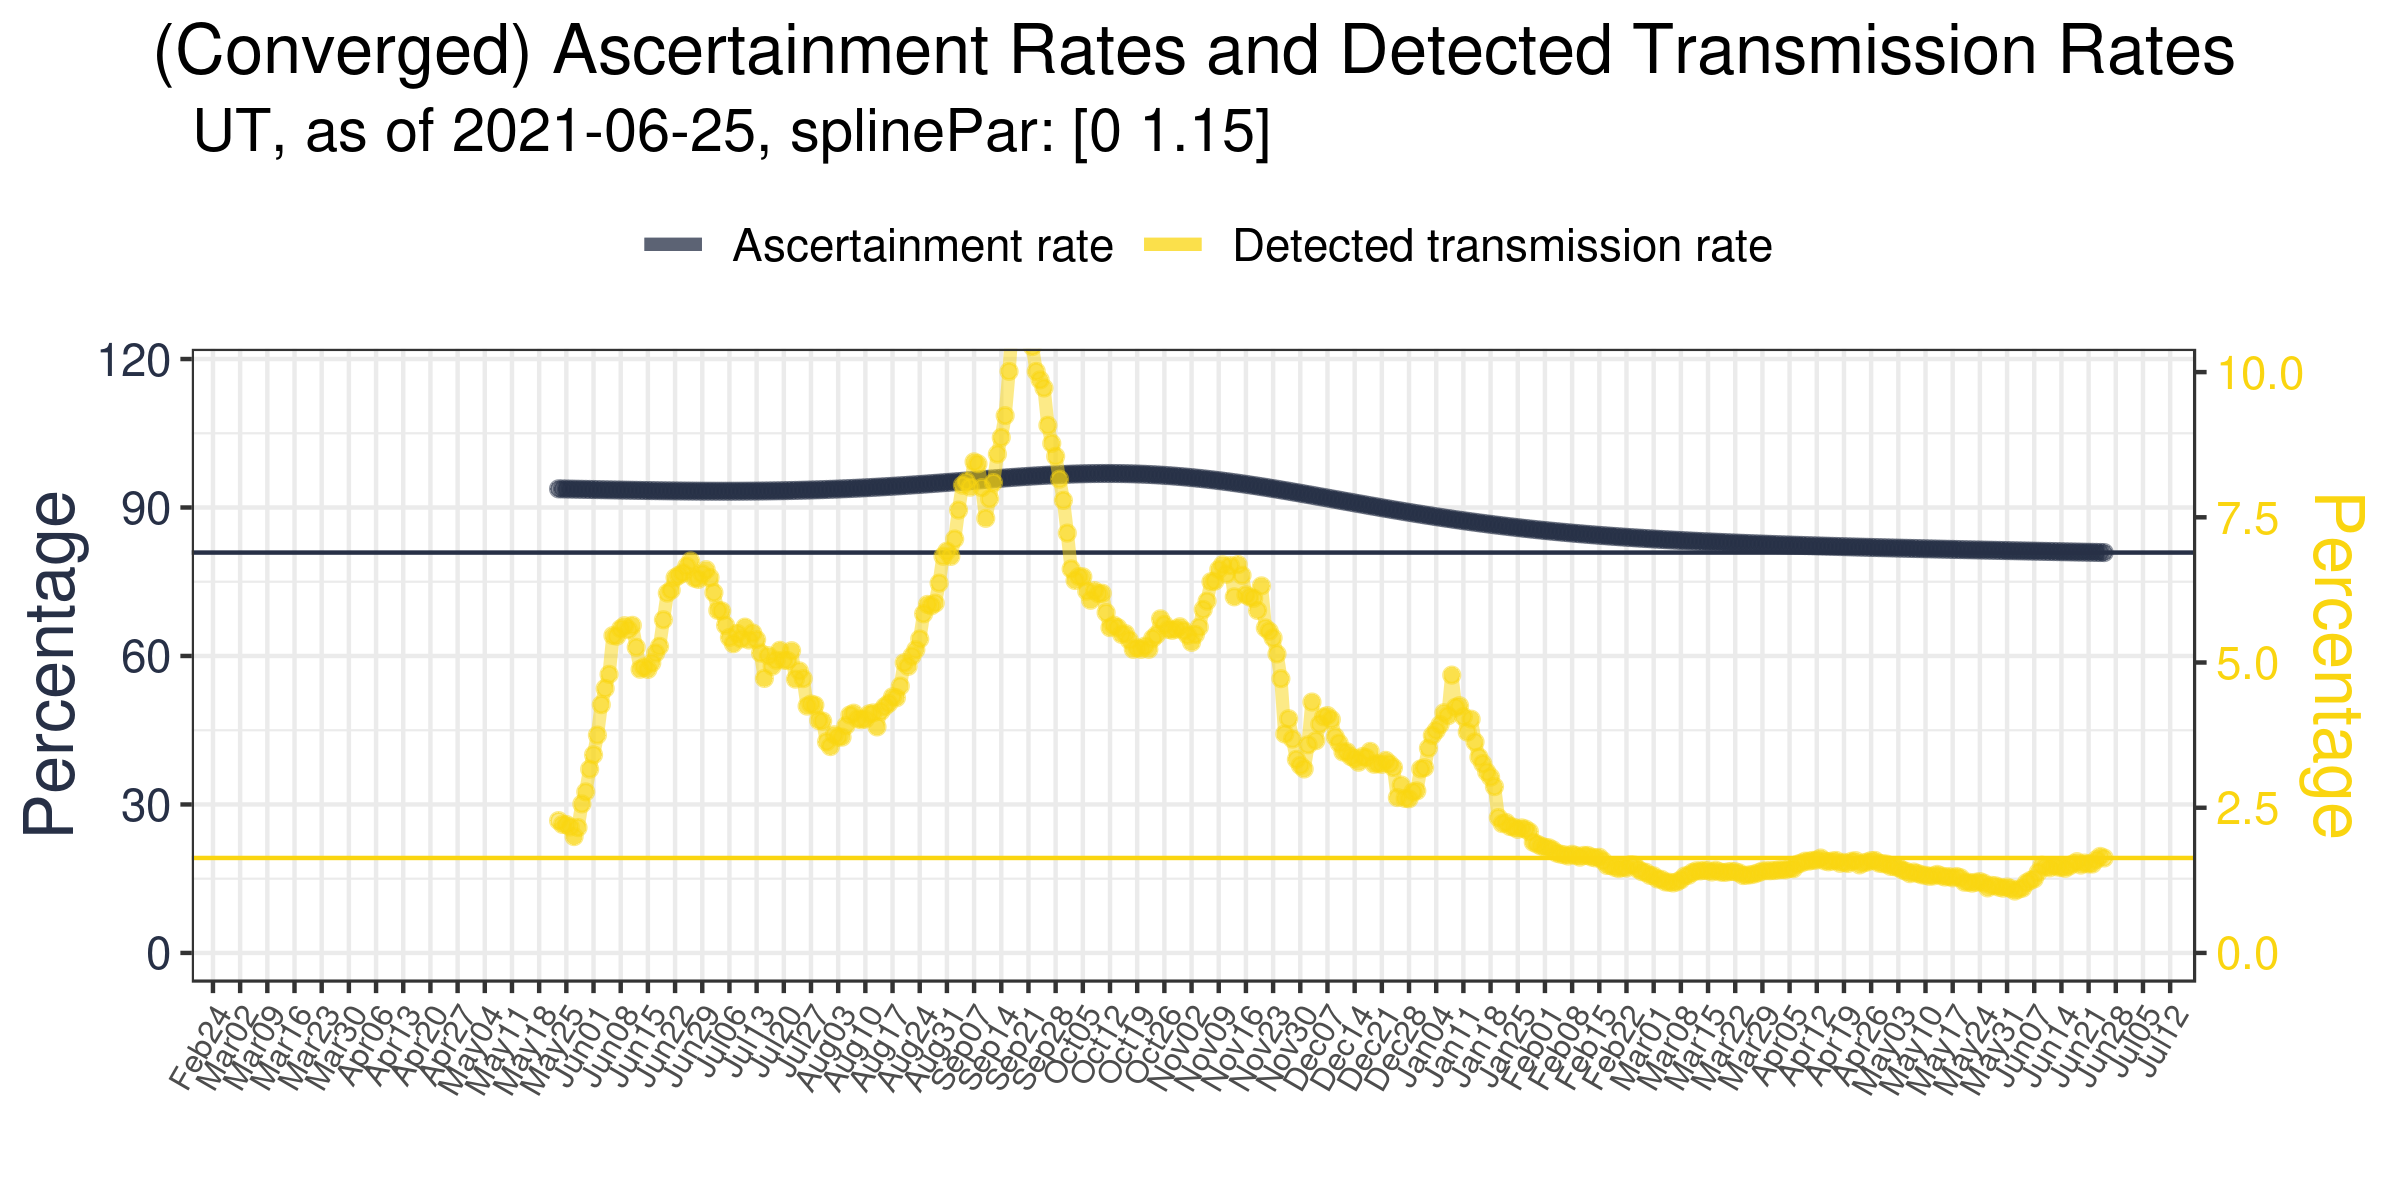 (Converged) Ascertainment Rates and Detected Transmission Rates
UT, as of 2021-06-25, splinePar: [0 1.15]
Ascertainment rate
Detected transmission rate
Percentage
120
90
60
30
0
10.0
7.5
5.0
2.5
0.0
Percentage
Feb24
Mar02
Mar09
Mar16
Mar23
Mar30
Apr06
Apr13
Apr20
Apr27
May04
May11
May18
May25
Jun01
Jun08
Jun15
Jun22
Jun29
Jul06
Jul13
Jul20
Jul27
Aug03
Aug10
Aug17
Aug24
Aug31
Sep07
Sep14
Sep21
Sep28
Oct05
Oct12
Oct19
Oct26
Nov02
Nov09
Nov16
Nov23
Nov30
Dec07
Dec14
Dec21
Dec28
Jan04
Jan11
Jan18
Jan25
Feb01
Feb08
Feb15
Feb22
Mar01
Mar08
Mar15
Mar22
Mar29
Apr05
Apr12
Apr19
Apr26
May03
May10
May17
May24
May31
Jun07
Jun14
Jun21
Jun28
Jul05
Jul12